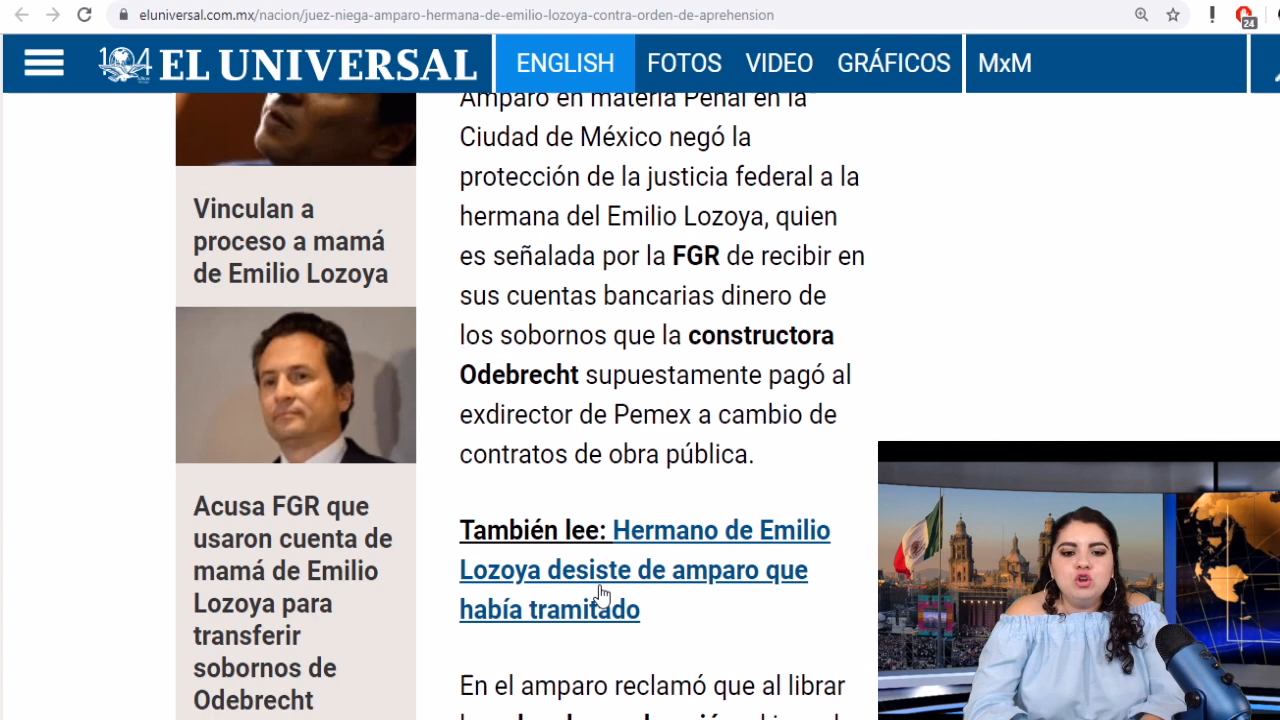 eluniversal.com.mx/nacion/juez-niega-amparo-hermana-de-emilio-lozoya-contra-orden-de-aprehension
24
104 EL UNIVERSAL
ENGLISH
FOTOS
VIDEO
GRÁFICOS
MxM
Vinculan a
proceso a mamá
de Emilio Lozoya
Acusa FGR que
usaron cuenta de
mamá de Emilio
Lozoya para
transferir
sobornos de
Odebrecht
Amparo en materia Penal en la
Ciudad de México negó la
protección de la justicia federal a la
hermana del Emilio Lozoya, quien
es señalada por la FGR de recibir en
sus cuentas bancarias dinero de
los sobornos que la constructora
Odebrecht supuestamente pagó al
exdirector de Pemex a cambio de
contratos de obra pública.
También lee: Hermano de Emilio
Lozoya desiste de amparo que
había tramitado
En el amparo reclamó que al librar